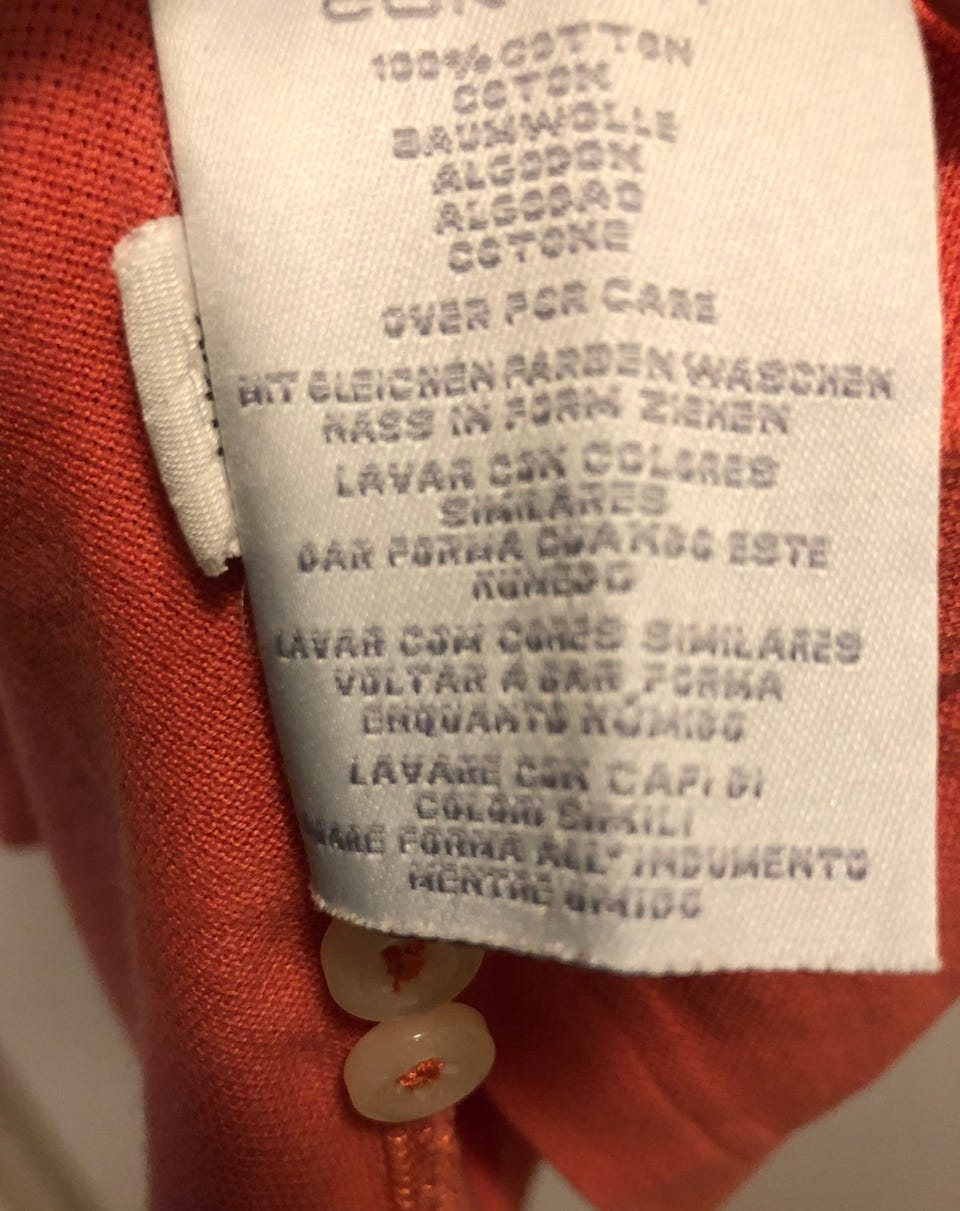 100% COTTON
COTON
BAUMWOLLE
ALGODON
ALGODAO
COTONE
OVER FOR CARE
MIT GLEICHEN FARBEN WASCHEN
NASS IN FORM ZIEHEN
LAVAR CON COLORES
SIMILARES
DAR FORMA CUANDO ESTE
HUMEDO
LAVAR COM CORES SIMILARES
VOLTAR A DAR FORMA
ENQUANTO HÚMIDO
LAVARE CON CAPI DI
COLORI SIMILI
FORMA ALL' INDUMENTO
MENTRE UMIDO